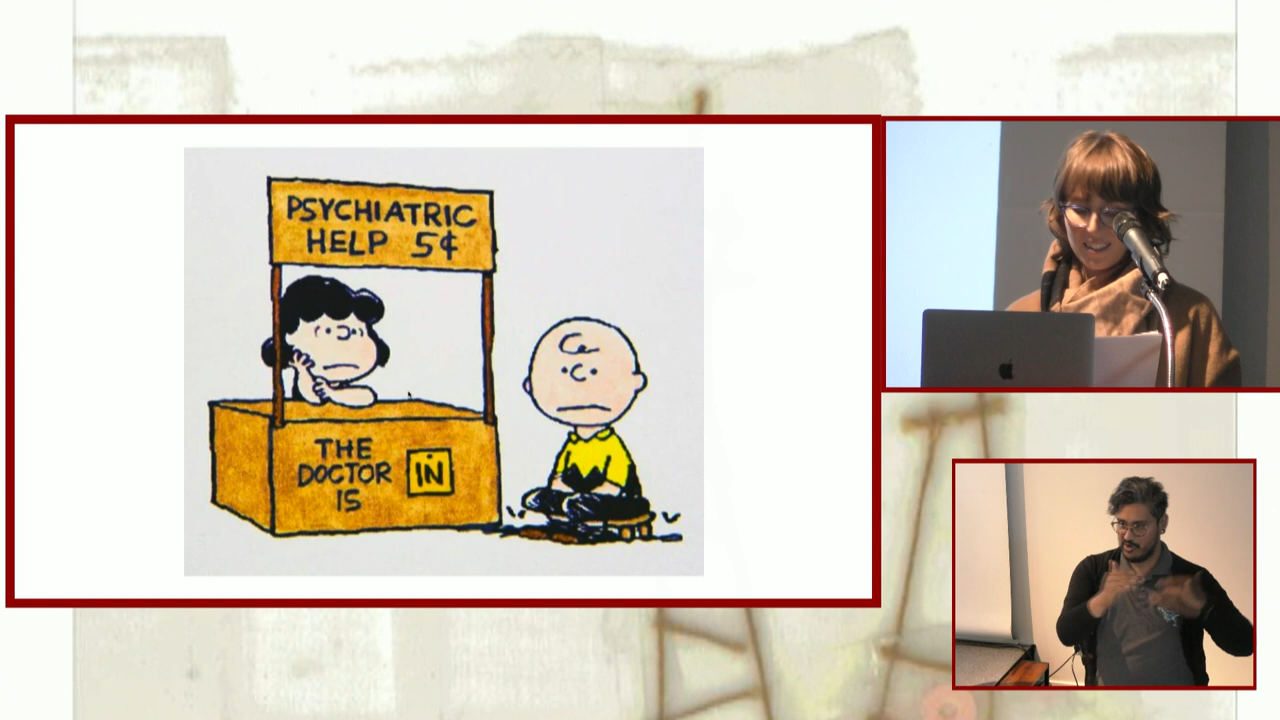 PSYCHIATRIC
HELP 5¢
THE
DOCTOR
IS
IN